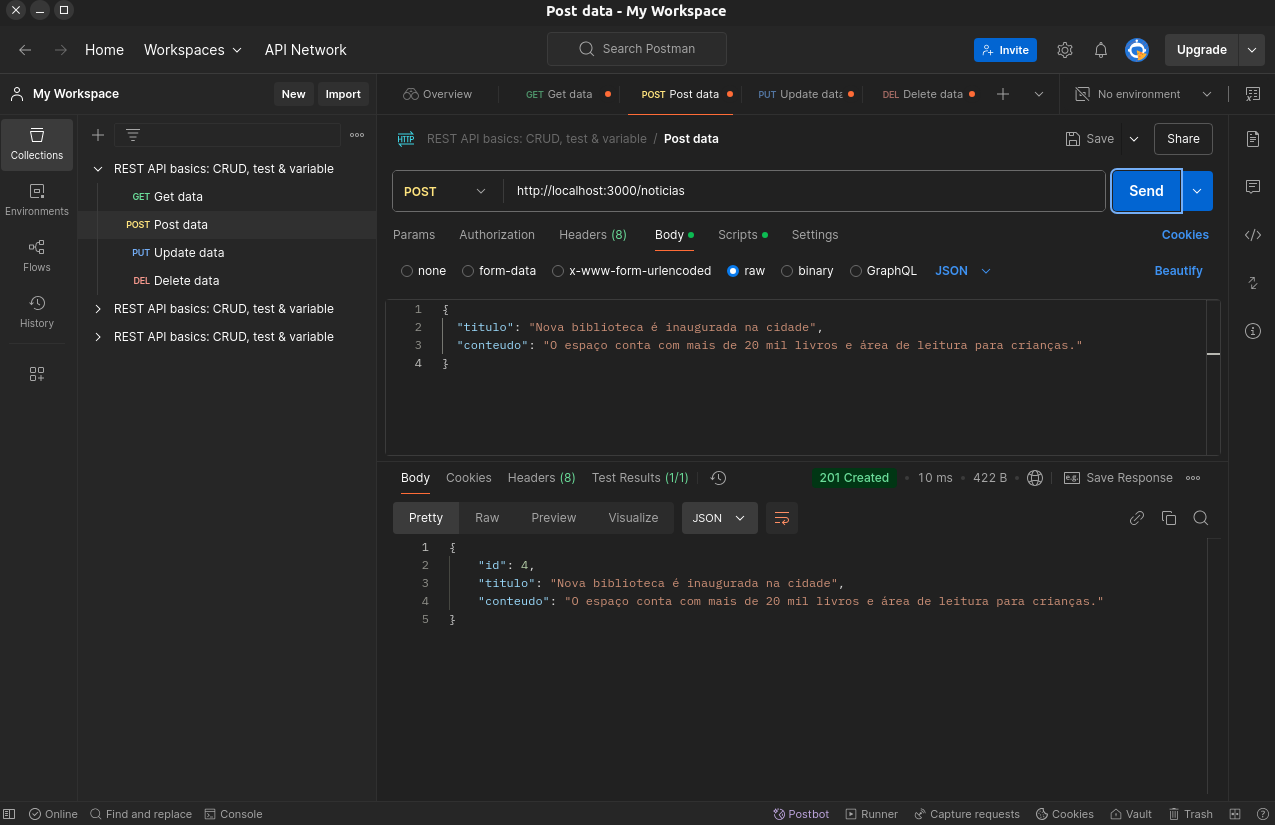 Post data - My Workspace
Home Workspaces API Network Search Postman Invite Upgrade
My Workspace New Import Overview GET Get data POST Post data PUT Update data DEL Delete data No environment
Collections
Environments
Flows
History
REST API basics: CRUD, test & variable
GET Get data
POST Post data
PUT Update data
DEL Delete data
REST API basics: CRUD, test & variable
REST API basics: CRUD, test & variable
HTTP REST API basics: CRUD, test & variable / Post data Save Share
POST http://localhost:3000/noticias Send
Params Authorization Headers (8) Body Scripts Settings Cookies
none form-data x-www-form-urlencoded raw binary GraphQL JSON Beautify
1 {
2 "titulo": "Nova biblioteca é inaugurada na cidade",
3 "conteudo": "O espaço conta com mais de 20 mil livros e área de leitura para crianças."
4 }
Body Cookies Headers (8) Test Results (1/1) 201 Created • 10 ms • 422 B • e.g. Save Response
Pretty Raw Preview Visualize JSON
1 {
2 "id": 4,
3 "titulo": "Nova biblioteca é inaugurada na cidade",
4 "conteudo": "O espaço conta com mais de 20 mil livros e área de leitura para crianças."
5 }
Online Find and replace Console Postbot Runner Capture requests Cookies Vault Trash